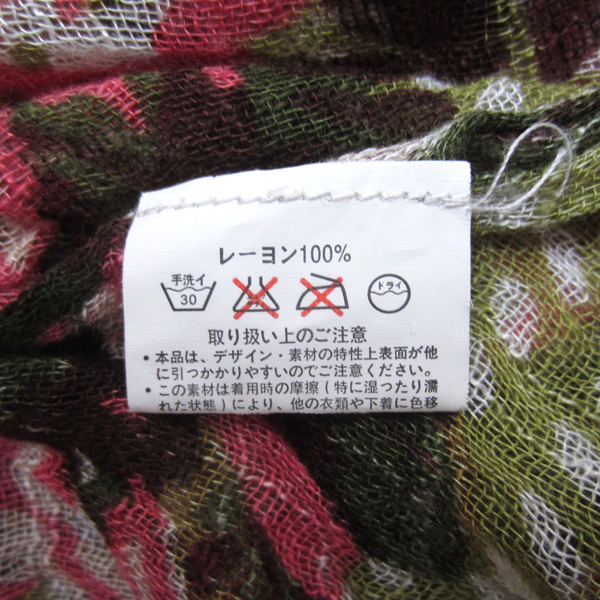 レーヨン100%
手洗イ 30 ドライ
取り扱い上のご注意
・本品は、デザイン・素材の特性上表面が他
に引っかかりやすいのでご注意ください。
・この素材は着用時の摩擦(特に湿ったり濡
れた状態)により、他の衣類や下着に色移